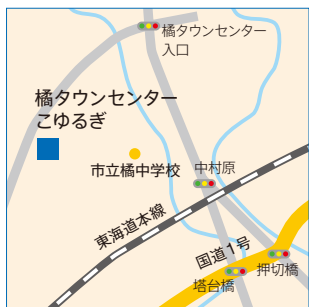 橘タウンセンター
入口
橘タウンセンター
こゆるぎ
市立橘中学校
中村原
東海道本線
国道1号
押切橋
塔台橋